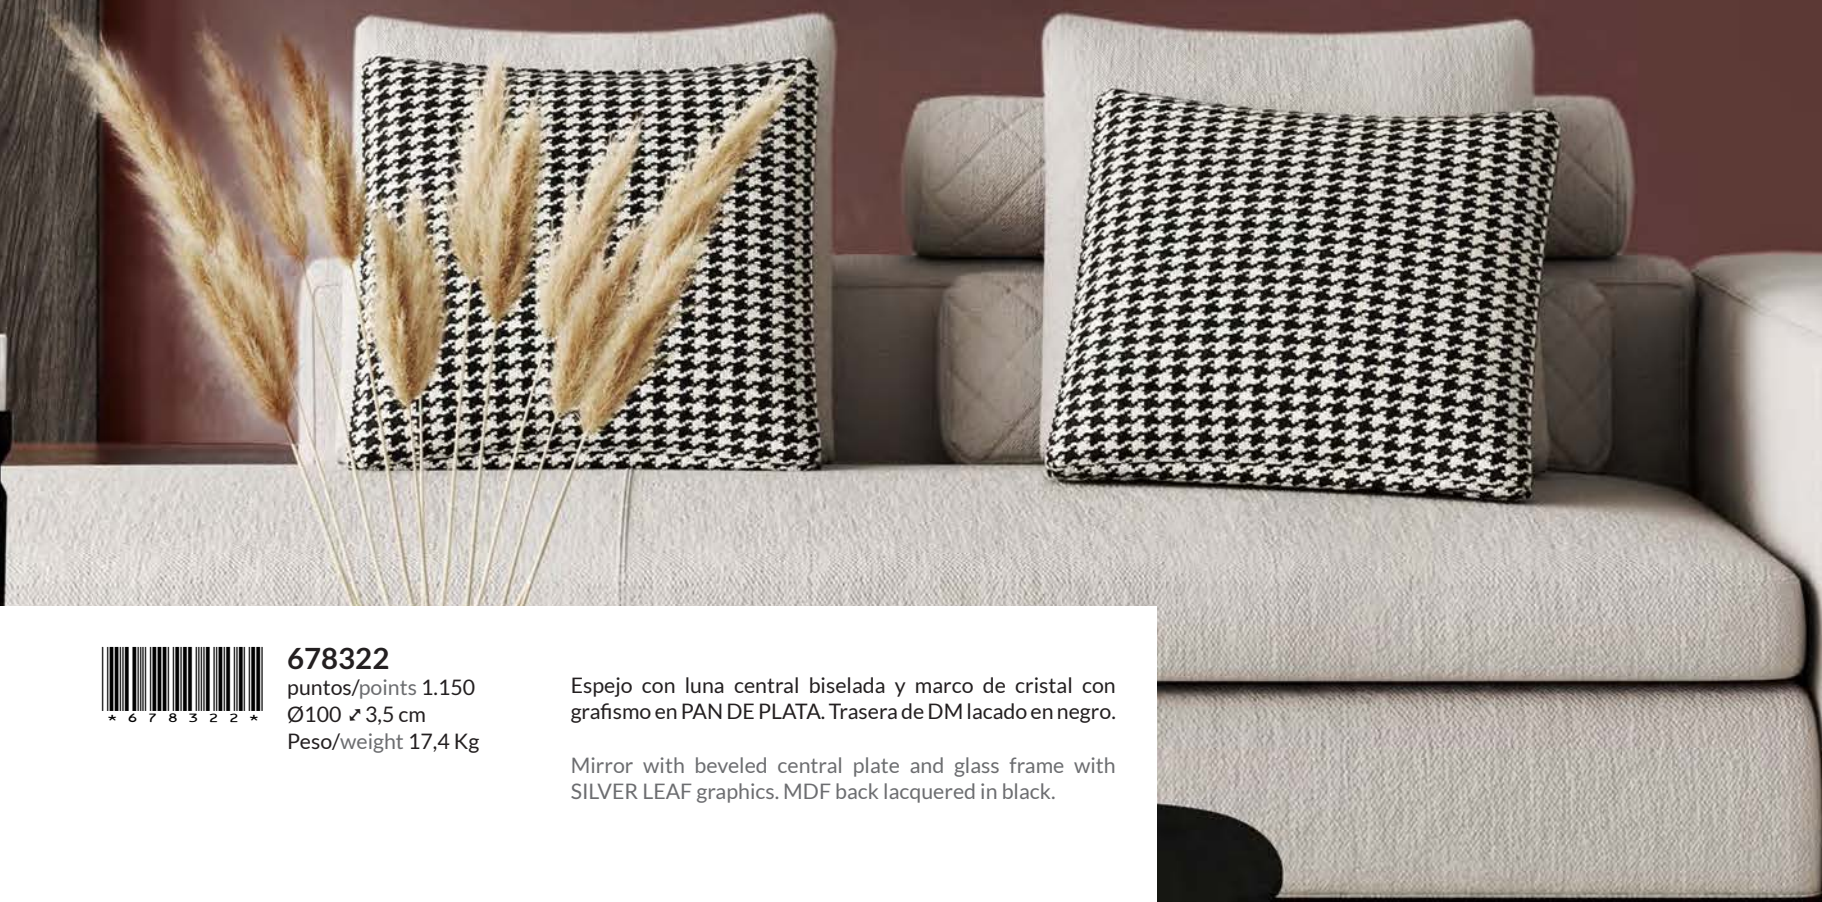 *678322*
678322
puntos/points 1.150
Ø100 ⤢ 3,5 cm
Peso/weight 17,4 Kg
Espejo con luna central biselada y marco de cristal con
grafismo en PAN DE PLATA. Trasera de DM lacado en negro.
Mirror with beveled central plate and glass frame with
SILVER LEAF graphics. MDF back lacquered in black.